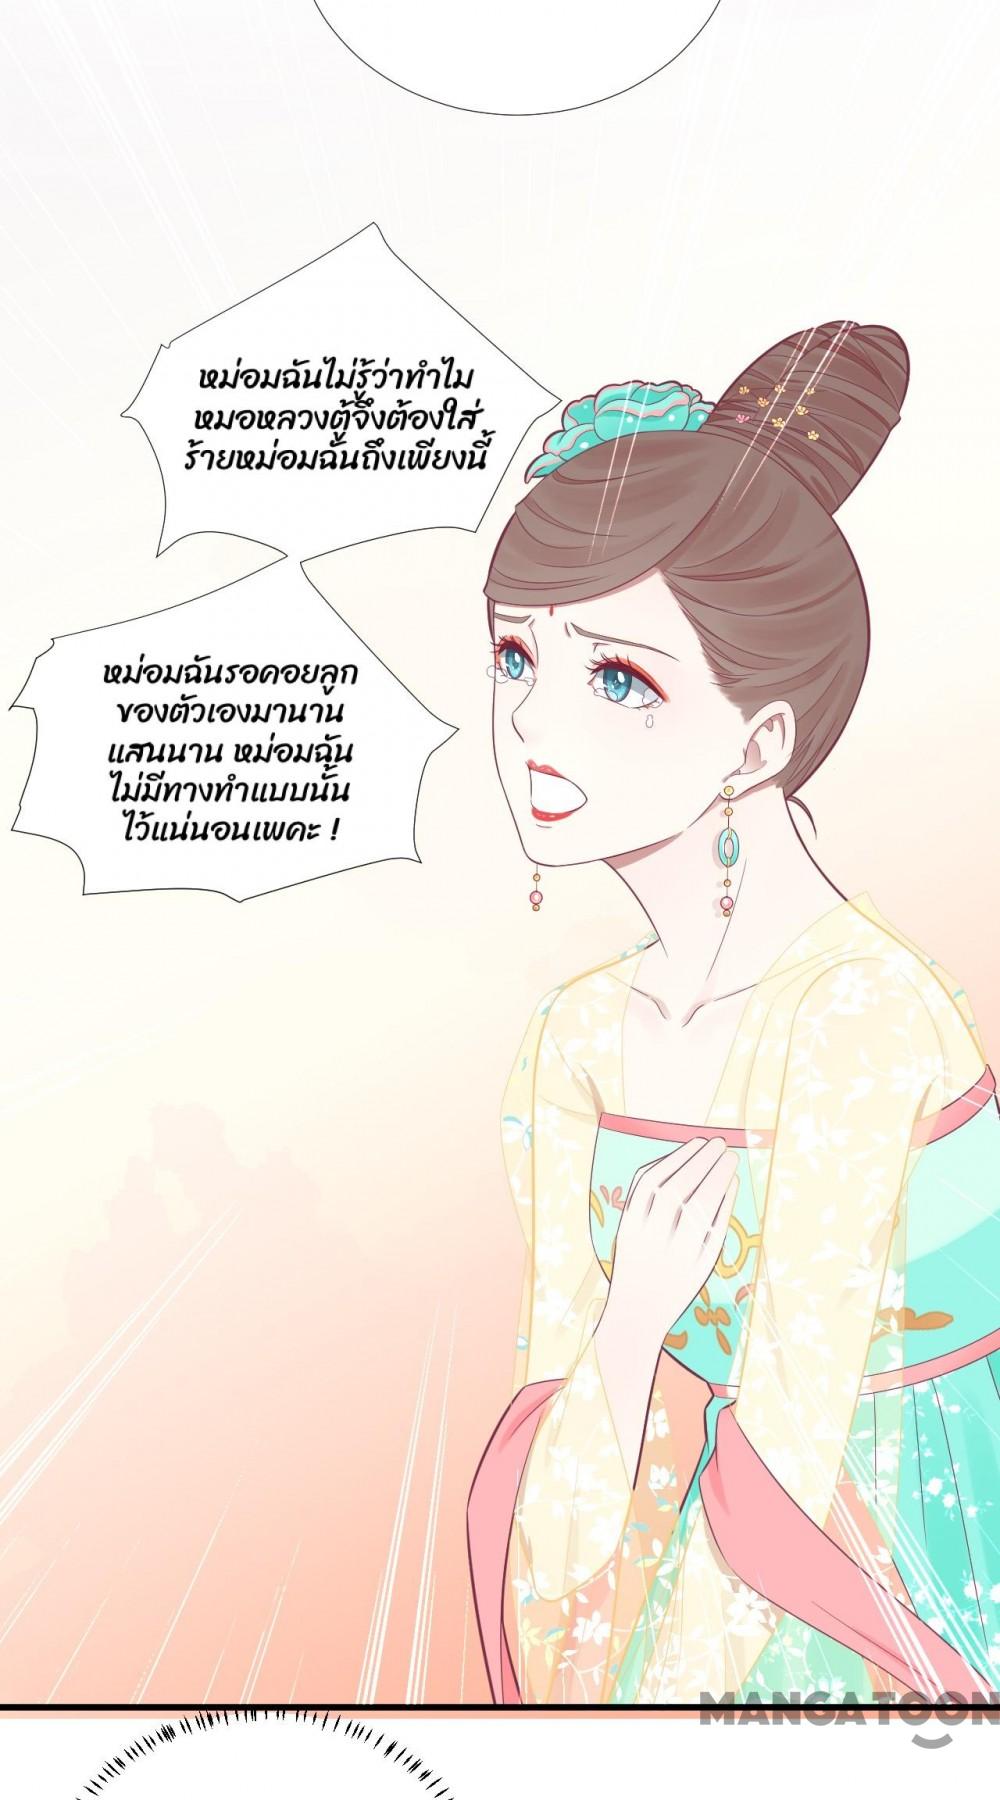 หม่อมฉันไม่รู้ว่าทำไม
หมอหลวงตู้จึงต้องใส่
ร้ายหม่อมฉันถึงเพียงนี้
หม่อมฉันรอคอยลูก
ของตัวเองมานาน
แสนนาน หม่อมฉัน
ไม่มีทางทำแบบนั้น
ไว้แน่นอนเพคะ !
MANGATOON